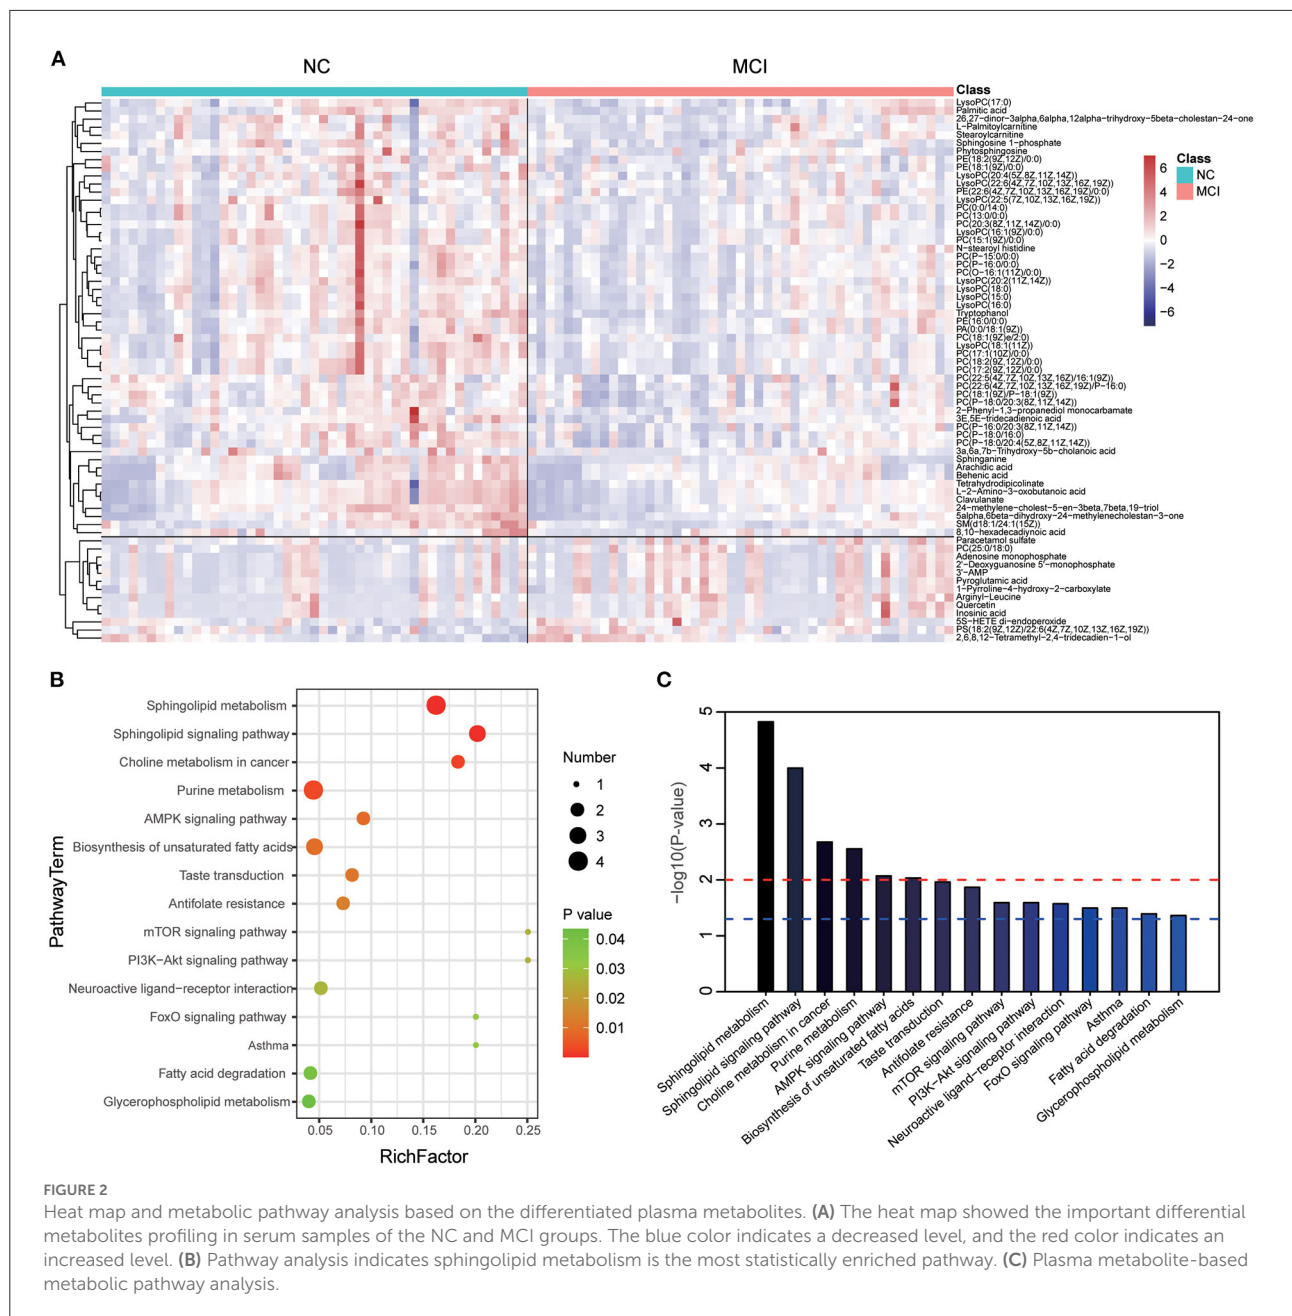 A
NC
MCI
Class
LysoPC(17:0)
Palmitic acid
26,27−dinor−3alpha,6alpha,12alpha−trihydroxy−5beta−cholestan−24−one
L−Palmitoylcarnitine
Stearoylcarnitine
Sphingosine 1−phosphate
Phytosphingosine
PE(18:2(9Z,12Z)/0:0)
PE(18:1(9Z)/0:0)
LysoPC(20:4(5Z,8Z,11Z,14Z))
LysoPC(22:6(4Z,7Z,10Z,13Z,16Z,19Z))
PE(22:6(4Z,7Z,10Z,13Z,16Z,19Z)/0:0)
LysoPC(22:5(7Z,10Z,13Z,16Z,19Z))
PC(0:0/14:0)
PC(13:0/0:0)
PC(20:3(8Z,11Z,14Z)/0:0)
LysoPC(16:1(9Z)/0:0)
PC(15:1(9Z)/0:0)
N−stearoyl histidine
PC(P−15:0/0:0)
PC(P−16:0/0:0)
PC(O−16:1(11Z)/0:0)
LysoPC(20:2(11Z,14Z))
LysoPC(18:0)
LysoPC(15:0)
LysoPC(16:0)
Tryptophanol
PE(16:0/0:0)
PA(0:0/18:1(9Z))
PC(18:1(9Z)e/2:0)
LysoPC(18:1(11Z))
PC(17:1(10Z)/0:0)
PC(18:2(9Z,12Z)/0:0)
PC(17:2(9Z,12Z)/0:0)
PC(22:5(4Z,7Z,10Z,13Z,16Z)/16:1(9Z))
PC(22:6(4Z,7Z,10Z,13Z,16Z,19Z)/P−16:0)
PC(18:1(9Z)/P−18:1(9Z))
PC(P−18:0/20:3(8Z,11Z,14Z))
2−Phenyl−1,3−propanediol monocarbamate
3E,5E−tridecadienoic acid
PC(P−16:0/20:3(8Z,11Z,14Z))
PC(P−18:0/16:0)
PC(P−18:0/20:4(5Z,8Z,11Z,14Z))
3a,6a,7b−Trihydroxy−5b−cholanoic acid
Sphinganine
Arachidic acid
Behenic acid
Tetrahydrodipicolinate
L−2−Amino−3−oxobutanoic acid
Clavulanate
24−methylene−cholest−5−en−3beta,7beta,19−triol
5alpha,6beta−dihydroxy−24−methylenecholestan−3−one
SM(d18:1/24:1(15Z))
8,10−hexadecadiynoic acid
Paracetamol sulfate
PC(25:0/18:0)
Adenosine monophosphate
2'−Deoxyguanosine 5'−monophosphate
3'−AMP
Pyroglutamic acid
1−Pyrroline−4−hydroxy−2−carboxylate
Arginyl−Leucine
Quercetin
Inosinic acid
5S−HETE di−endoperoxide
PS(18:2(9Z,12Z)/22:6(4Z,7Z,10Z,13Z,16Z,19Z))
2,6,8,12−Tetramethyl−2,4−tridecadien−1−ol
6
4
2
0
−2
−4
−6
Class
NC
MCI
B
PathwayTerm
Sphingolipid metabolism
Sphingolipid signaling pathway
Choline metabolism in cancer
Purine metabolism
AMPK signaling pathway
Biosynthesis of unsaturated fatty acids
Taste transduction
Antifolate resistance
mTOR signaling pathway
PI3K−Akt signaling pathway
Neuroactive ligand−receptor interaction
FoxO signaling pathway
Asthma
Fatty acid degradation
Glycerophospholipid metabolism
0.05
0.10
0.15
0.20
0.25
RichFactor
Number
1
2
3
4
P value
0.04
0.03
0.02
0.01
C
−log10(P-value)
5
4
3
2
1
0
Sphingolipid metabolism
Sphingolipid signaling pathway
Choline metabolism in cancer
Purine metabolism
AMPK signaling pathway
Biosynthesis of unsaturated fatty acids
Taste transduction
Antifolate resistance
mTOR signaling pathway
PI3K−Akt signaling pathway
Neuroactive ligand−receptor interaction
FoxO signaling pathway
Asthma
Fatty acid degradation
Glycerophospholipid metabolism
FIGURE 2
Heat map and metabolic pathway analysis based on the differentiated plasma metabolites. (A) The heat map showed the important differential
metabolites profiling in serum samples of the NC and MCI groups. The blue color indicates a decreased level, and the red color indicates an
increased level. (B) Pathway analysis indicates sphingolipid metabolism is the most statistically enriched pathway. (C) Plasma metabolite-based
metabolic pathway analysis.